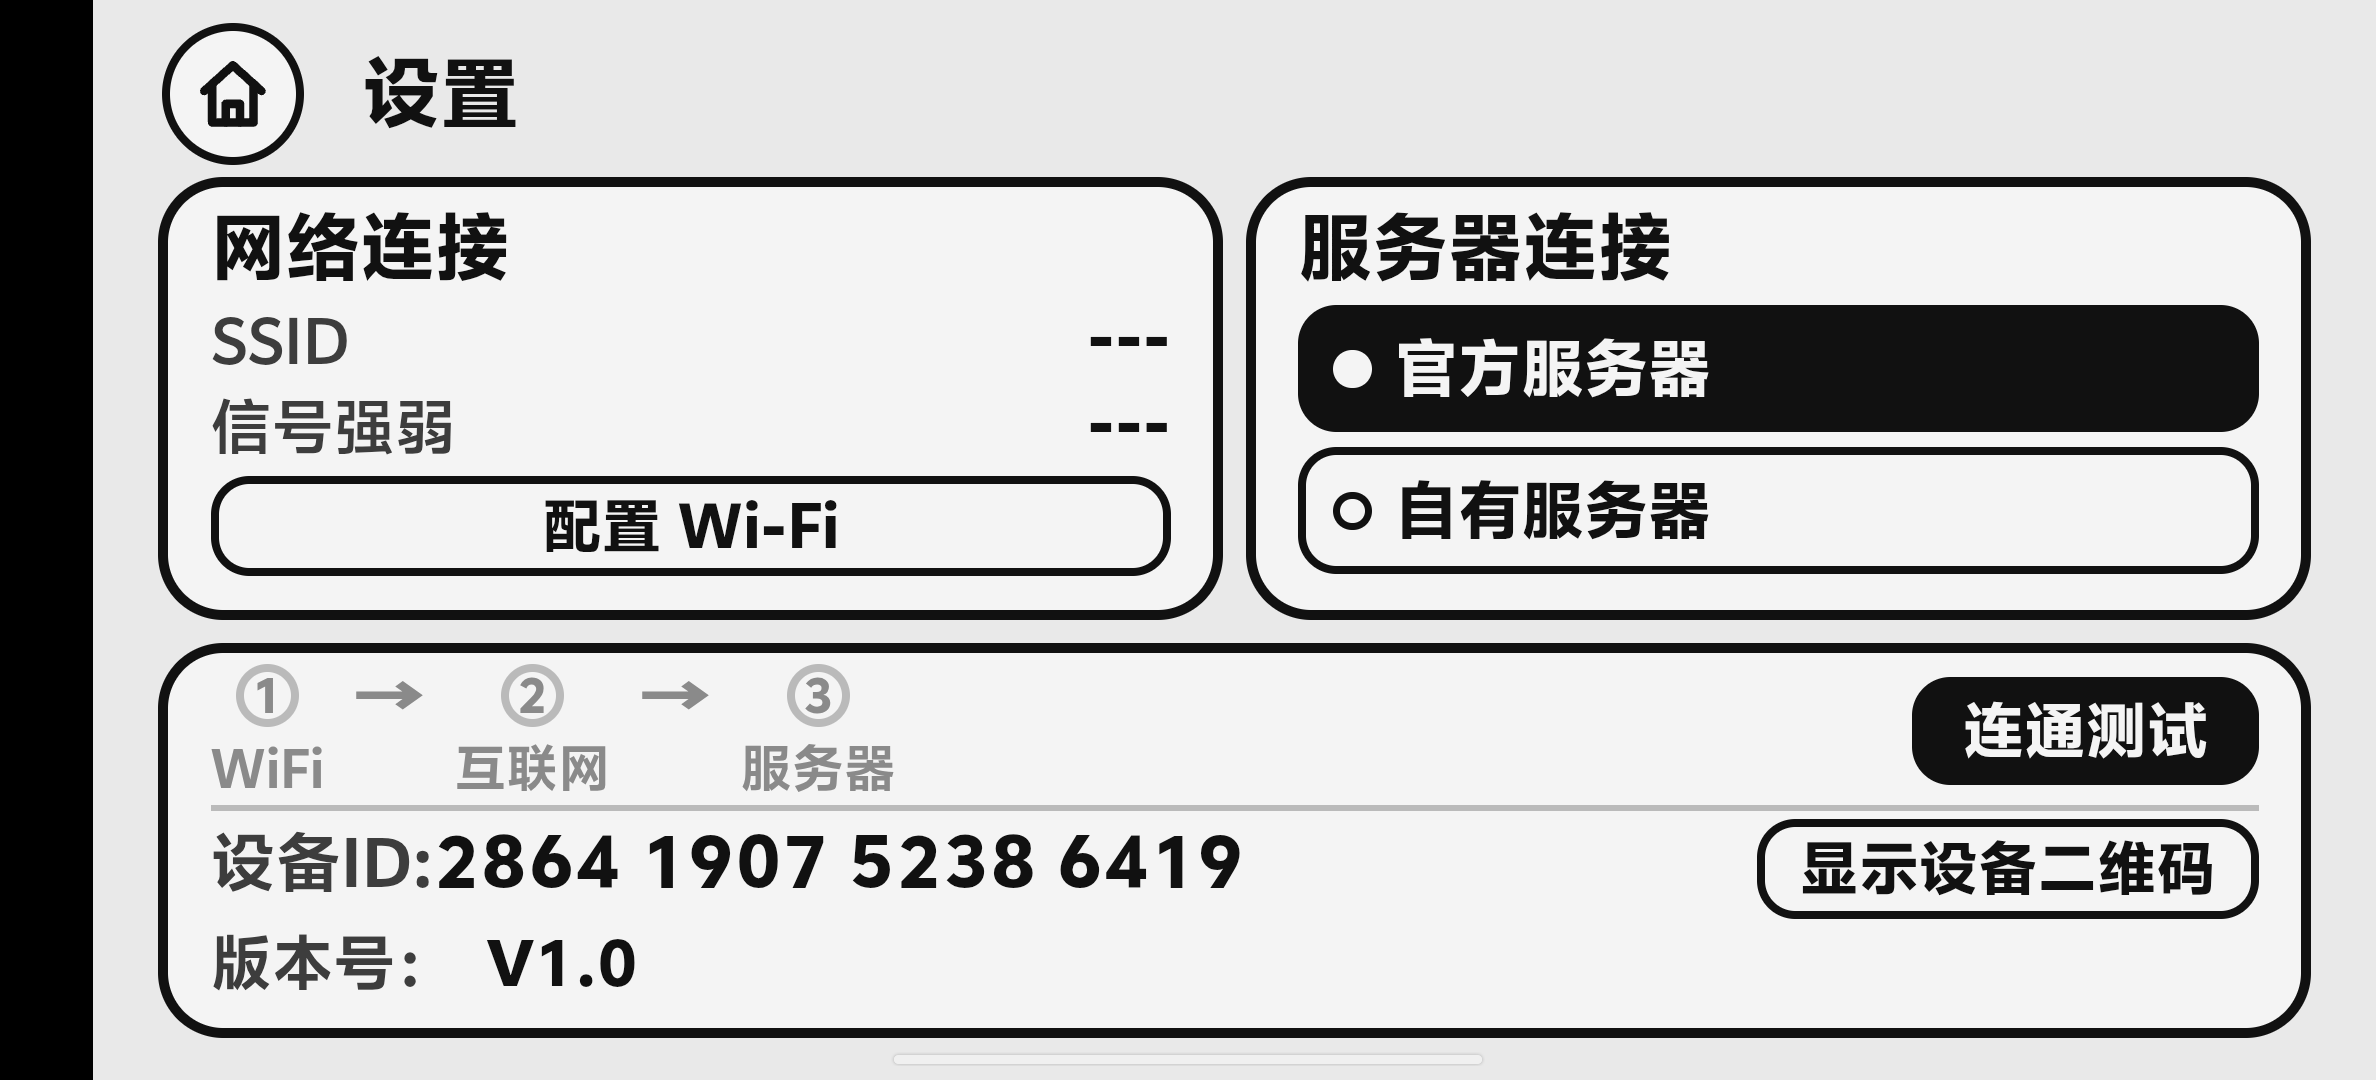 设置
网络连接
SSID ---
信号强弱 ---
配置 Wi-Fi
服务器连接
官方服务器
自有服务器
1 → 2 → 3
WiFi 互联网 服务器
连通测试
设备ID:2864 1907 5238 6419
显示设备二维码
版本号: V1.0